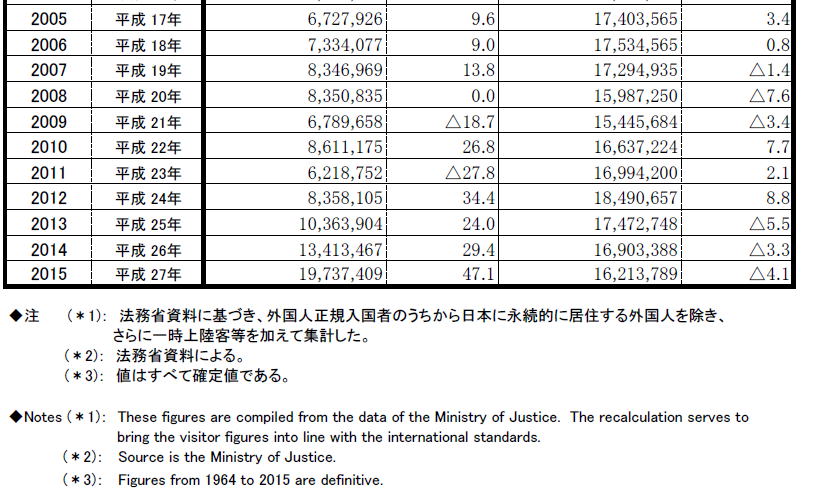 2005 平成 17年 6,727,926 9.6 17,403,565 3.4
2006 平成 18年 7,334,077 9.0 17,534,565 0.8
2007 平成 19年 8,346,969 13.8 17,294,935 △1.4
2008 平成 20年 8,350,835 0.0 15,987,250 △7.6
2009 平成 21年 6,789,658 △18.7 15,445,684 △3.4
2010 平成 22年 8,611,175 26.8 16,637,224 7.7
2011 平成 23年 6,218,752 △27.8 16,994,200 2.1
2012 平成 24年 8,358,105 34.4 18,490,657 8.8
2013 平成 25年 10,363,904 24.0 17,472,748 △5.5
2014 平成 26年 13,413,467 29.4 16,903,388 △3.3
2015 平成 27年 19,737,409 47.1 16,213,789 △4.1
◆注 (*1): 法務省資料に基づき、外国人正規入国者のうちから日本に永続的に居住する外国人を除き、
さらに一時上陸客等を加えて集計した。
(*2): 法務省資料による。
(*3): 値はすべて確定値である。
◆Notes (*1): These figures are compiled from the data of the Ministry of Justice. The recalculation serves to
bring the visitor figures into line with the international standards.
(*2): Source is the Ministry of Justice.
(*3): Figures from 1964 to 2015 are definitive.